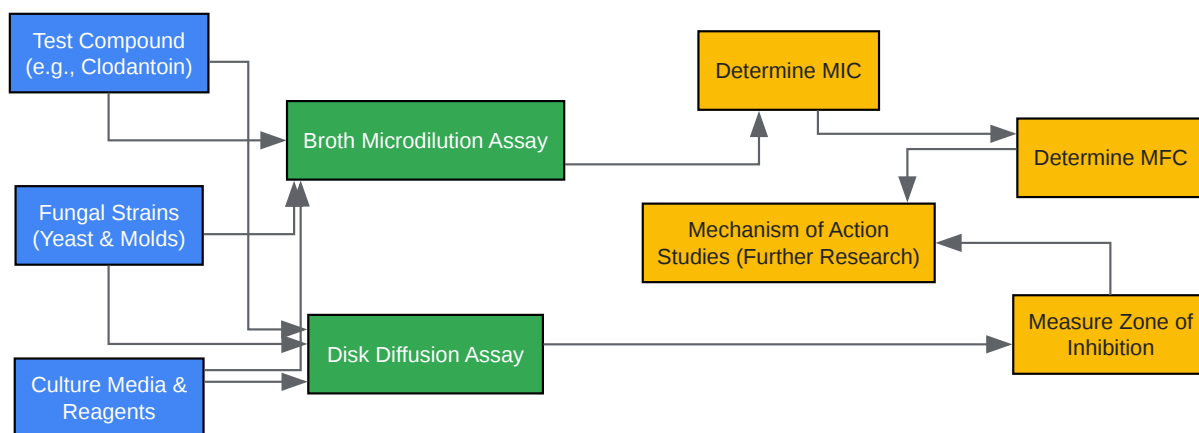 Test Compound
(e.g., Clodantoin)
Fungal Strains
(Yeast & Molds)
Culture Media &
Reagents
Broth Microdilution Assay
Disk Diffusion Assay
Determine MIC
Determine MFC
Mechanism of Action
Studies (Further Research)
Measure Zone of
Inhibition